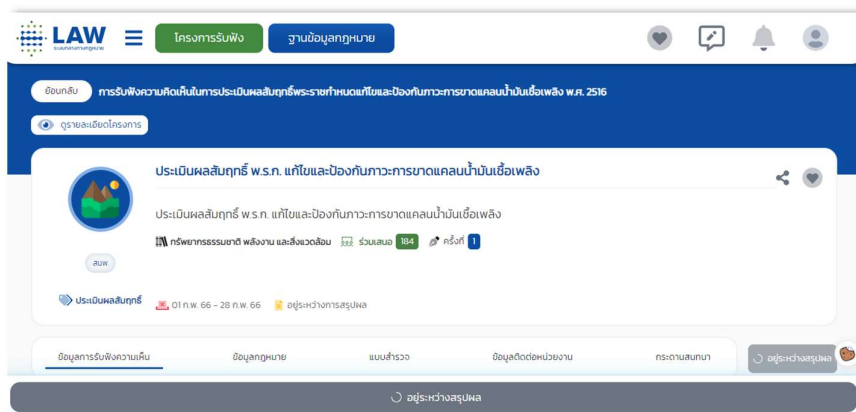 LAW
ระบบกลางทางกฎหมาย
โครงการรับฟัง
ฐานข้อมูลกฎหมาย
ย้อนกลับ
การรับฟังความคิดเห็นในการประเมินผลสัมฤทธิ์พระราชกำหนดแก้ไขและป้องกันภาวะการขาดแคลนน้ำมันเชื้อเพลิง พ.ศ. 2516
ดูรายละเอียดโครงการ
ประเมินผลสัมฤทธิ์ พ.ร.ก. แก้ไขและป้องกันภาวะการขาดแคลนน้ำมันเชื้อเพลิง
ประเมินผลสัมฤทธิ์ พ.ร.ก. แก้ไขและป้องกันภาวะการขาดแคลนน้ำมันเชื้อเพลิง
ทรัพยากรธรรมชาติ พลังงาน และสิ่งแวดล้อม ร่วมเสนอ 184 ครั้งที่ 1
สนพ.
ประเมินผลสัมฤทธิ์
01 ก.พ. 66 - 28 ก.พ. 66 อยู่ระหว่างการสรุปผล
ข้อมูลการรับฟังความเห็น
ข้อมูลกฎหมาย
แบบสำรวจ
ข้อมูลติดต่อหน่วยงาน
กระดานสนทนา
อยู่ระหว่างสรุปผล
อยู่ระหว่างสรุปผล